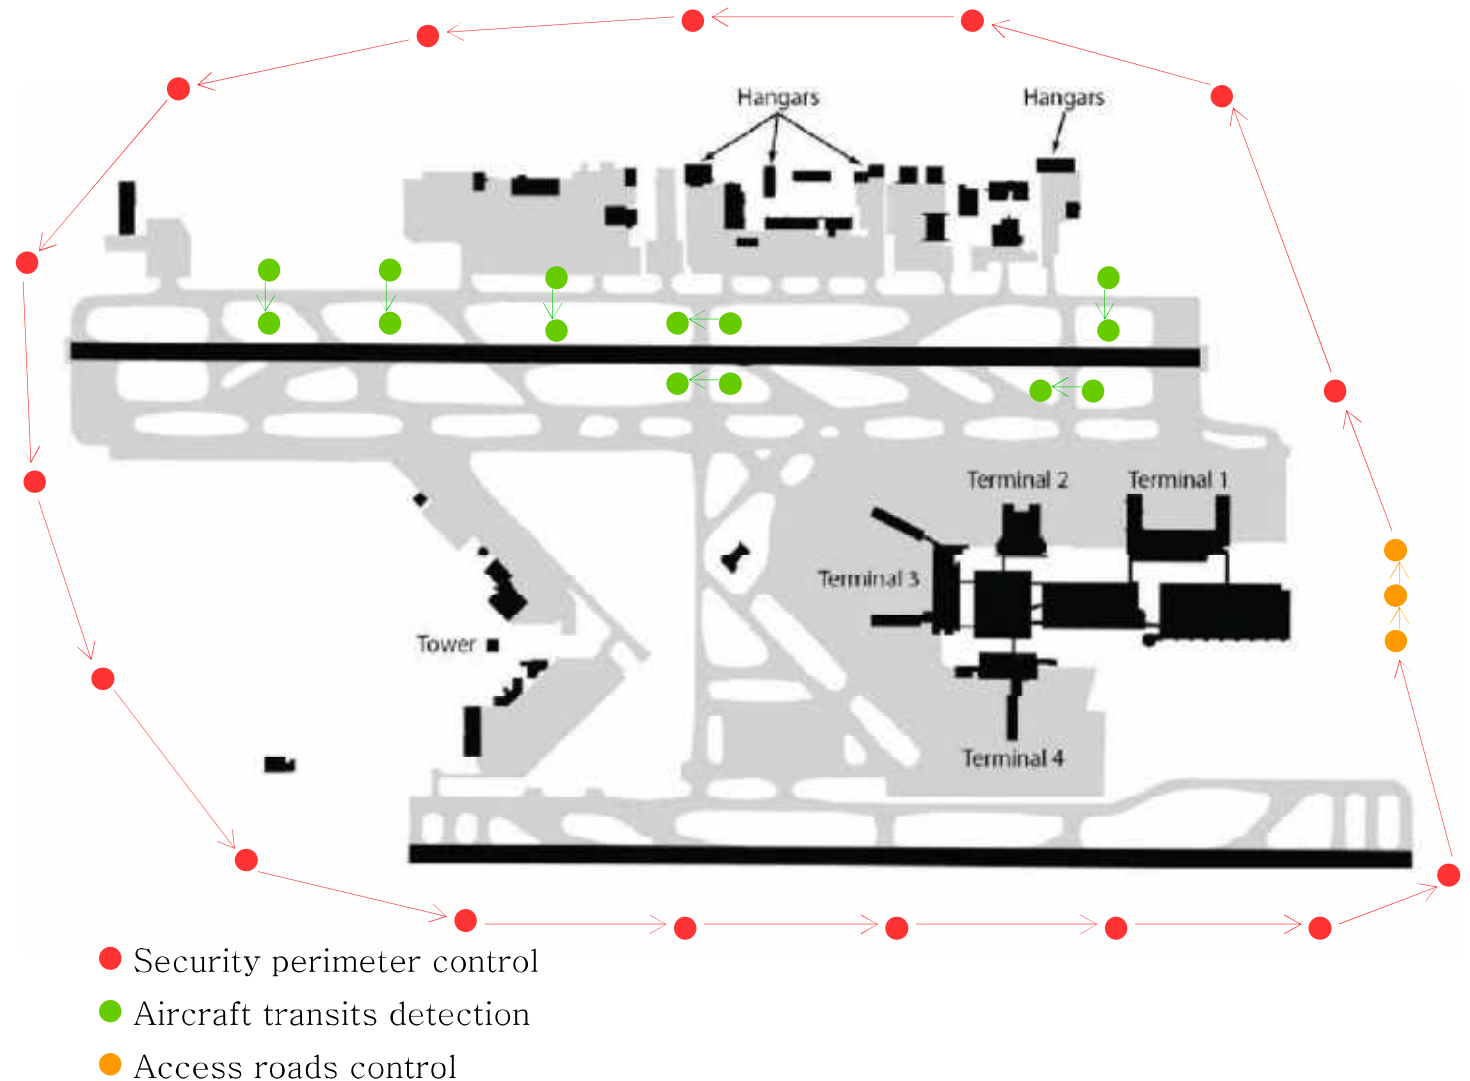 Hangars
Hangars
Terminal 2
Terminal 1
Terminal 3
Tower
Terminal 4
Security perimeter control
Aircraft transits detection
Access roads control